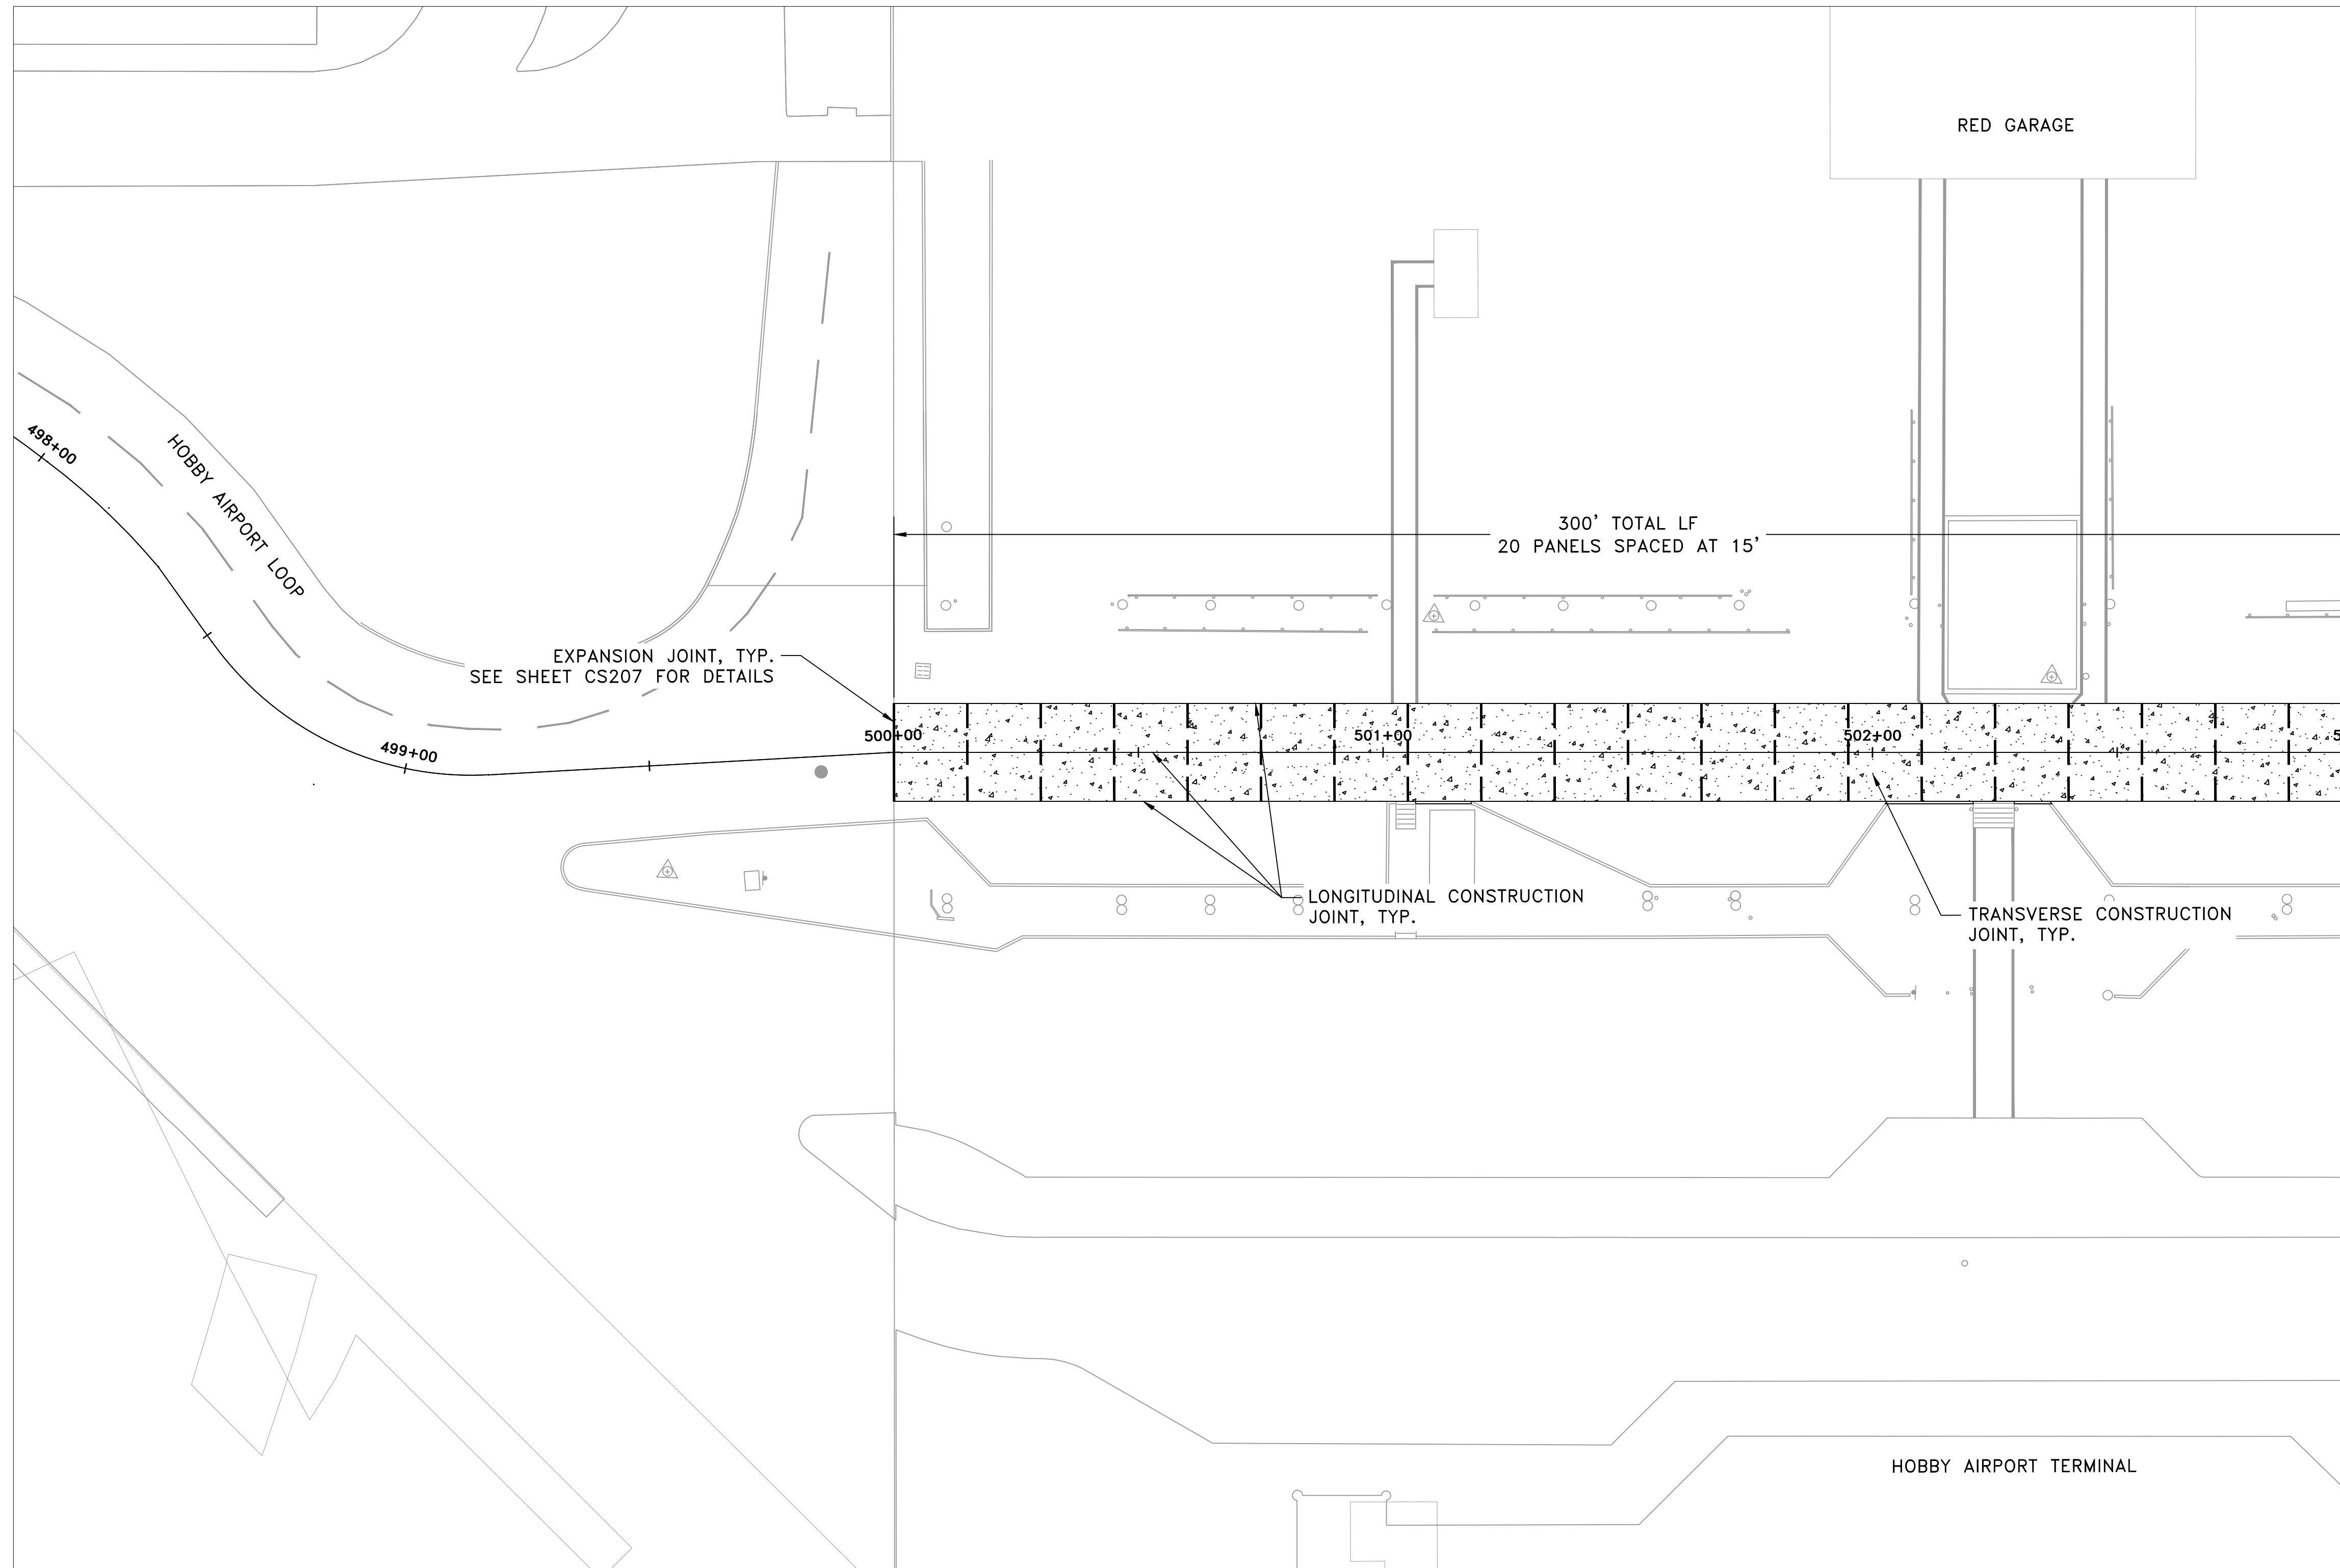 RED GARAGE
498+00
HOBBY AIRPORT LOOP
300' TOTAL LF
20 PANELS SPACED AT 15'
EXPANSION JOINT, TYP.
SEE SHEET CS207 FOR DETAILS
499+00
500+00
501+00
502+00
LONGITUDINAL CONSTRUCTION
JOINT, TYP.
TRANSVERSE CONSTRUCTION
JOINT, TYP.
HOBBY AIRPORT TERMINAL